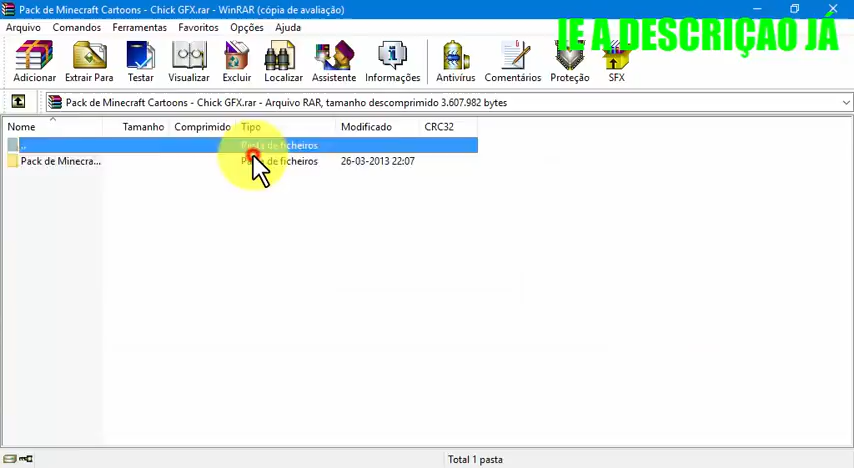 Pack de Minecraft Cartoons - Chick GFX.rar - WinRAR (cópia de avaliação)
Arquivo Comandos Ferramentas Favoritos Opções Ajuda
IE A DESCRIÇAO JA
Adicionar Extrair Para Testar Visualizar Excluir Localizar Assistente Informações Antivírus Comentários Proteção SFX
Pack de Minecraft Cartoons - Chick GFX.rar - Arquivo RAR, tamanho descomprimido 3.607.982 bytes
Nome Tamanho Comprimido Tipo Modificado CRC32
.. Pasta de ficheiros
Pack de Minecra... Pasta de ficheiros 26-03-2013 22:07
Total 1 pasta